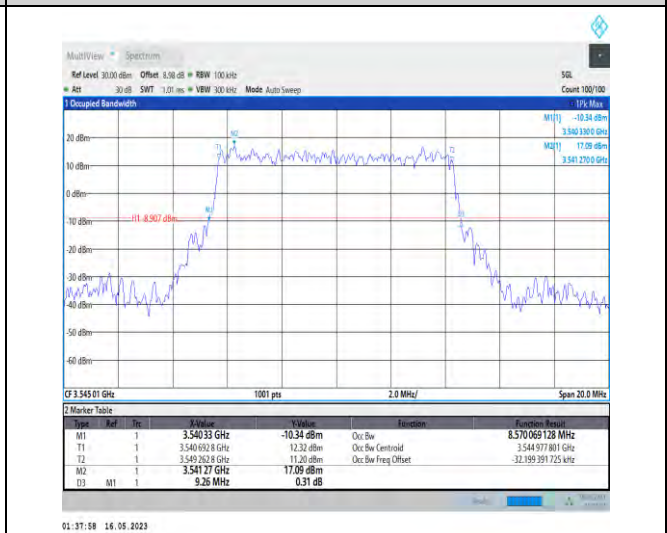 MultiView Spectrum
Ref Level 30.00 dBm Offset 8.98 dB RBW 100 kHz SGL
Att 30 dB SWT 1.01 ms VBW 300 kHz Mode Auto Sweep Count 100/100
1 Occupied Bandwidth 1Pk Max
M1[1] -10.34 dBm
3.540 330 0 GHz
M2[1] 17.09 dBm
3.541 270 0 GHz
M2
T1 T2
20 dBm
10 dBm
0 dBm
M1
H1 -8.907 dBm
-10 dBm
-20 dBm
-30 dBm
-40 dBm
-50 dBm
-60 dBm
CF 3.545 01 GHz 1001 pts 2.0 MHz/ Span 20.0 MHz
2 Marker Table
Type Ref Trc X-Value Y-Value Function Function Result
M1 1 3.540 33 GHz -10.34 dBm Occ Bw 8.570 069 128 MHz
T1 1 3.540 692 8 GHz 12.32 dBm Occ Bw Centroid 3.544 977 801 GHz
T2 1 3.549 262 8 GHz 11.20 dBm Occ Bw Freq Offset -32.199 391 725 kHz
M2 1 3.541 27 GHz 17.09 dBm
D3 M1 1 9.26 MHz 0.31 dB
01:37:58 16.05.2023